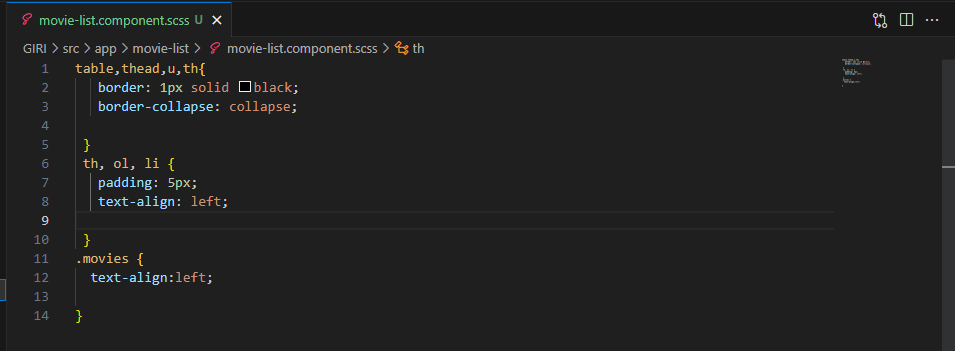 movie-list.component.scss U
GIRI > src > app > movie-list > movie-list.component.scss > th
1 table,thead,u,th{
2 border: 1px solid black;
3 border-collapse: collapse;
4
5 }
6 th, ol, li {
7 padding: 5px;
8 text-align: left;
9
10 }
11 .movies {
12 text-align:left;
13
14 }